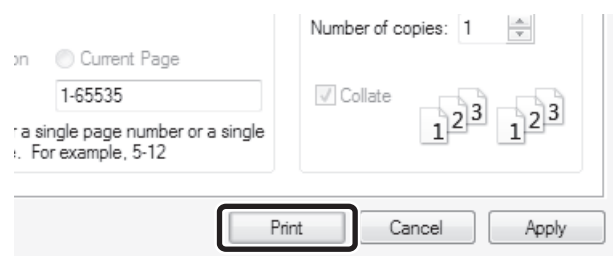 Number of copies: 1
on Current Page
1-65535
Collate
1 2 3 1 2 3
r a single page number or a single
e. For example, 5-12
Print Cancel Apply